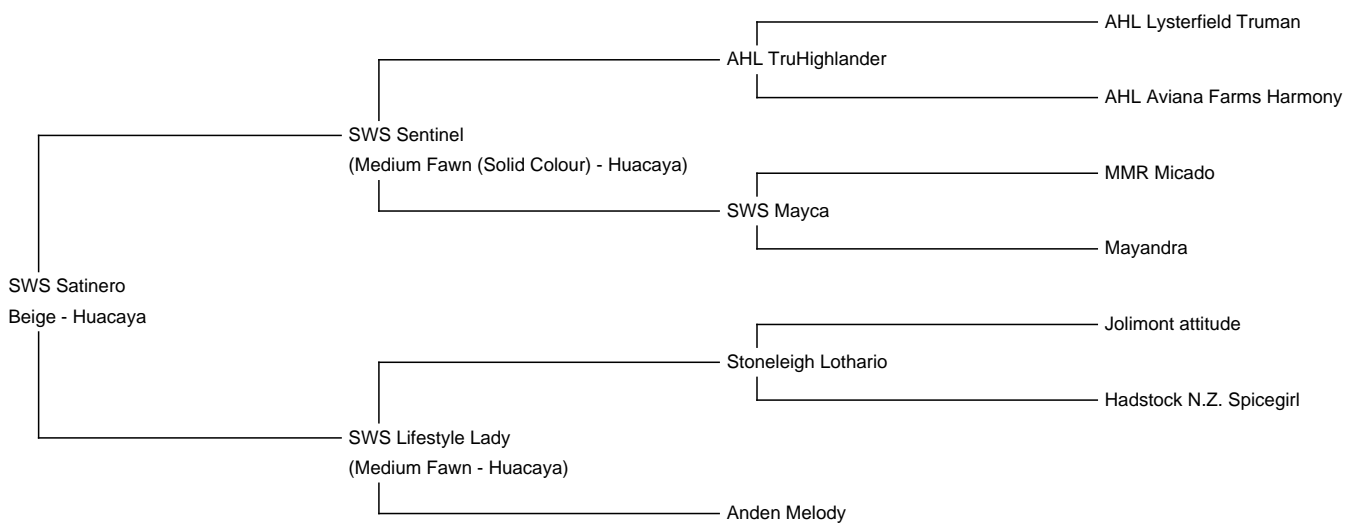 AHL Lysterfield Truman
AHL TruHighlander
AHL Aviana Farms Harmony
SWS Sentinel
(Medium Fawn (Solid Colour) - Huacaya)
MMR Micado
SWS Mayca
Mayandra
SWS Satinero
Beige - Huacaya
Jolimont attitude
Stoneleigh Lothario
Hadstock N.Z. Spicegirl
SWS Lifestyle Lady
(Medium Fawn - Huacaya)
Anden Melody